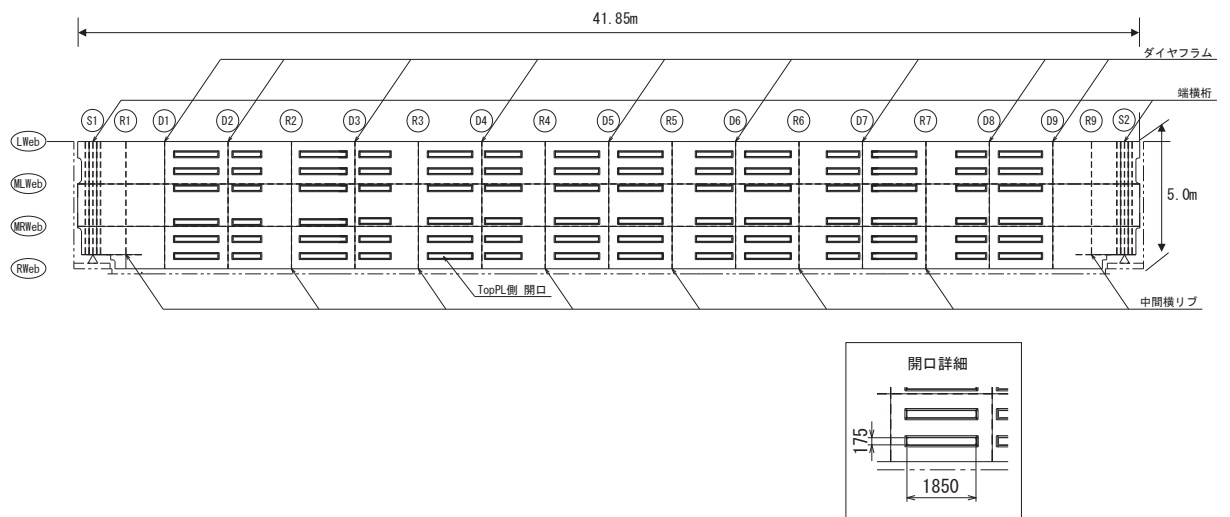 41.85m
ダイヤフラム
端横桁
S1 R1 D1 D2 R2 D3 R3 D4 R4 D5 R5 D6 R6 D7 R7 D8 D9 R9 S2
LWeb
MLWeb
MRWeb
RWeb
5.0m
TopPL側 開口
中間横リブ
開口詳細
175
1850